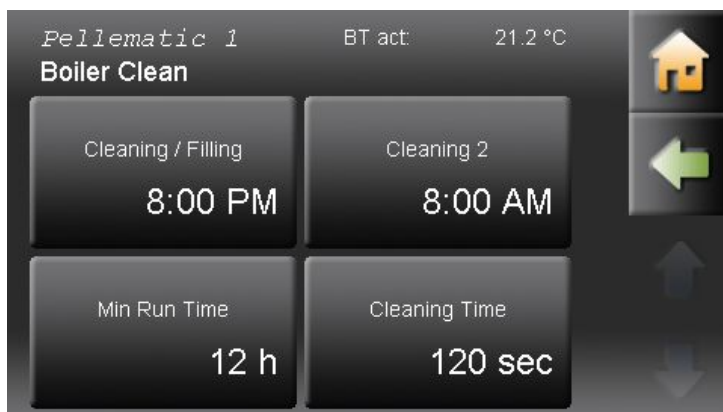 Pellematic 1 BT act: 21.2 °C
Boiler Clean
Cleaning / Filling Cleaning 2
8:00 PM 8:00 AM
Min Run Time Cleaning Time
12 h 120 sec